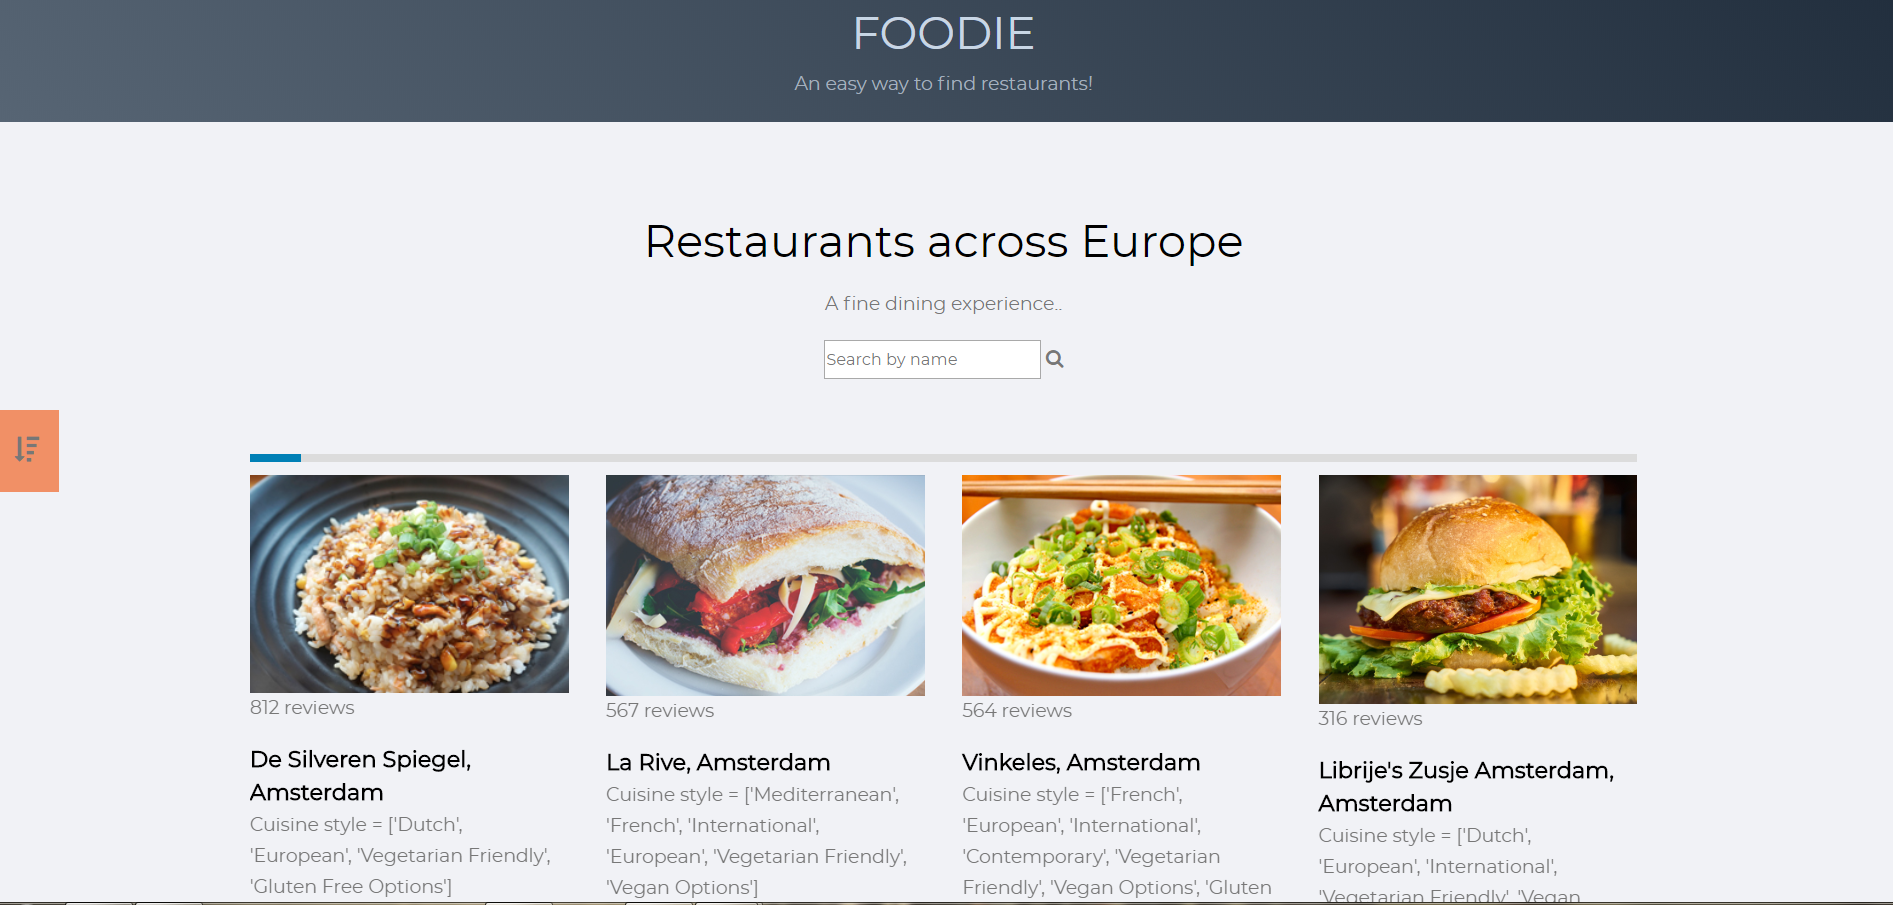 FOODIE
An easy way to find restaurants!
Restaurants across Europe
A fine dining experience..
Search by name
812 reviews
De Silveren Spiegel,
Amsterdam
Cuisine style = ['Dutch',
'European', 'Vegetarian Friendly',
'Gluten Free Options']
567 reviews
La Rive, Amsterdam
Cuisine style = ['Mediterranean',
'French', 'International',
'European', 'Vegetarian Friendly',
'Vegan Options']
564 reviews
Vinkeles, Amsterdam
Cuisine style = ['French',
'European', 'International',
'Contemporary', 'Vegetarian
Friendly', 'Vegan Options', 'Gluten
316 reviews
Librije's Zusje Amsterdam,
Amsterdam
Cuisine style = ['Dutch',
'European', 'International',
'Vegetarian Friendly', 'Vegan